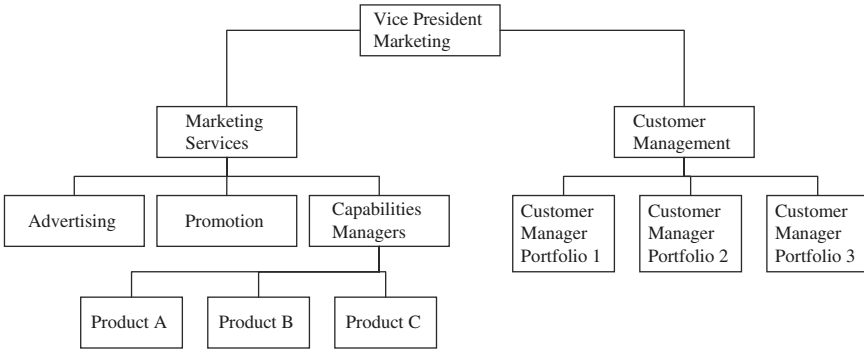 Vice President
Marketing
Marketing
Services
Customer
Management
Advertising
Promotion
Capabilities
Managers
Customer
Manager
Portfolio 1
Customer
Manager
Portfolio 2
Customer
Manager
Portfolio 3
Product A
Product B
Product C